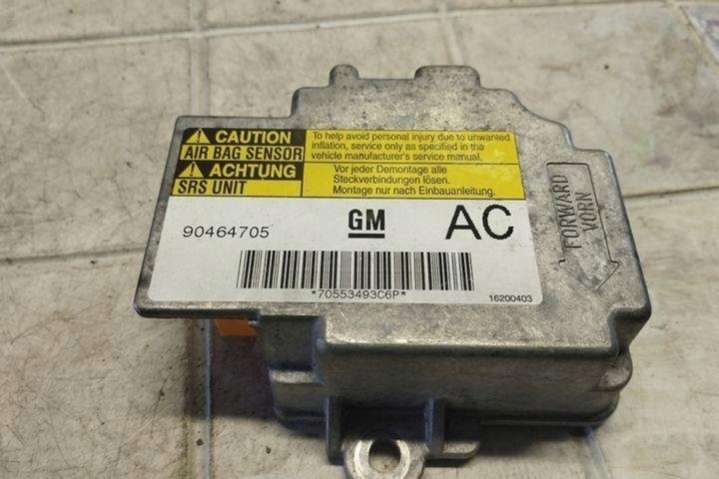 CAUTION
AIR BAG SENSOR
To help avoid personal injury due to unwanted
inflation, service only as specified in the
vehicle manufacturer's service manual.
ACHTUNG
SRS UNIT
Vor jeder Demontage alle
Steckverbindungen lösen.
Montage nur nach Einbauanleitung.
90464705
GM
AC
*70553493C6P*
16200403
FORWARD
VORN